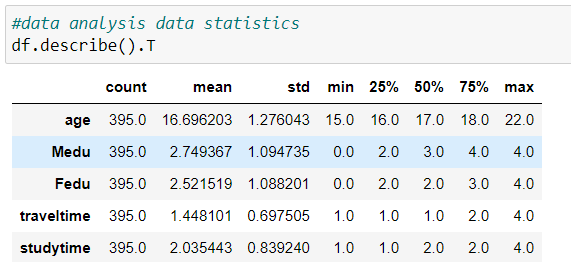 #data analysis data statistics
df.describe().T
count mean std min 25% 50% 75% max
age 395.0 16.696203 1.276043 15.0 16.0 17.0 18.0 22.0
Medu 395.0 2.749367 1.094735 0.0 2.0 3.0 4.0 4.0
Fedu 395.0 2.521519 1.088201 0.0 2.0 2.0 3.0 4.0
traveltime 395.0 1.448101 0.697505 1.0 1.0 1.0 2.0 4.0
studytime 395.0 2.035443 0.839240 1.0 1.0 2.0 2.0 4.0